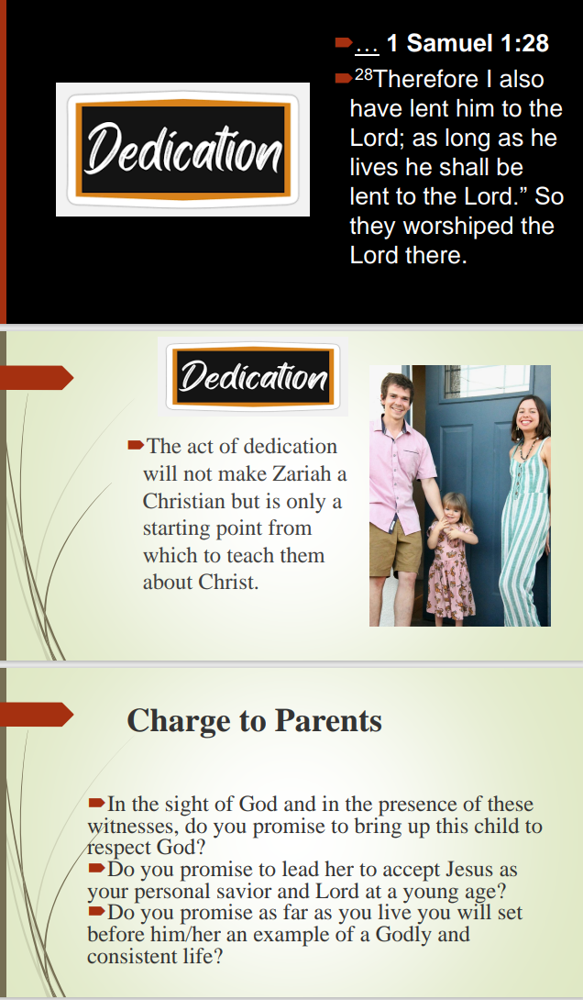 … 1 Samuel 1:28
28Therefore I also
have lent him to the
Lord; as long as he
lives he shall be
lent to the Lord.” So
they worshiped the
Lord there.
Dedication
Dedication
The act of dedication
will not make Zariah a
Christian but is only a
starting point from
which to teach them
about Christ.
Charge to Parents
In the sight of God and in the presence of these
witnesses, do you promise to bring up this child to
respect God?
Do you promise to lead her to accept Jesus as
your personal savior and Lord at a young age?
Do you promise as far as you live you will set
before him/her an example of a Godly and
consistent life?